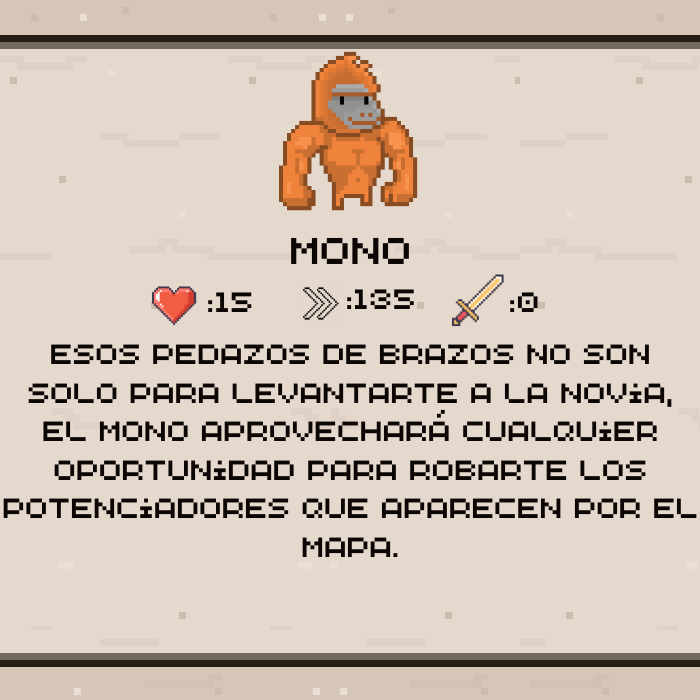 MONO
:15 :135 :0
ESOS PEDAZOS DE BRAZOS NO SON
SOLO PARA LEVANTARTE A LA NOViA,
EL MONO APROVECHARÁ CUALQUiER
OPORTUNiDAD PARA ROBARTE LOS
POTENCiADORES QUE APARECEN POR EL
MAPA.